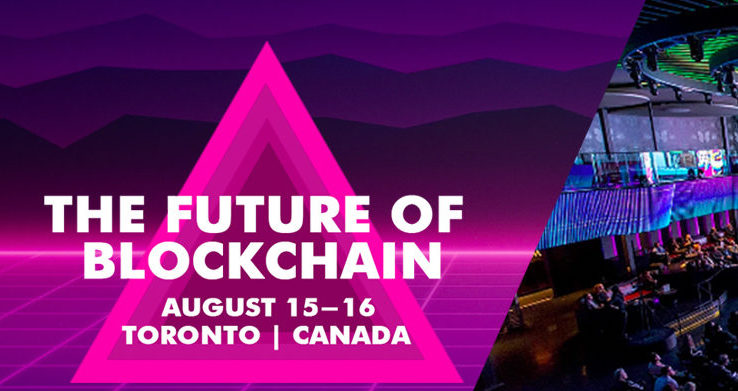 THE FUTURE OF
BLOCKCHAIN
AUGUST 15–16
TORONTO | CANADA